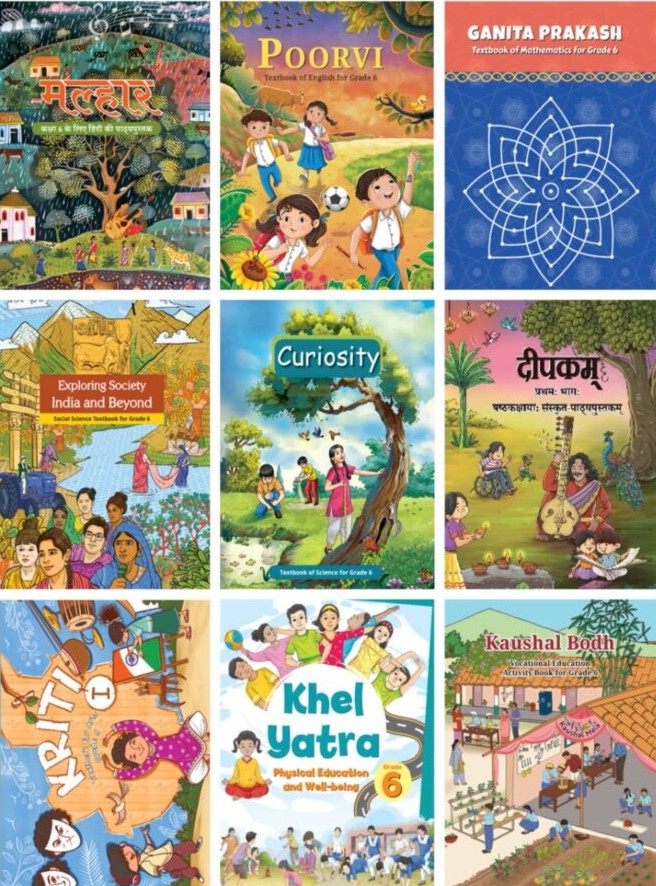 मल्हार
कक्षा 6 के लिए हिंदी की पाठ्यपुस्तक
POORVI
Textbook of English for Grade 6
GANITA PRAKASH
Textbook of Mathematics for Grade 6
Exploring Society
India and Beyond
Social Science Textbook for Grade 6
Curiosity
Textbook of Science for Grade 6
दीपकम्
प्रथमः भागः
षष्ठकक्षायाः संस्कृत-पाठ्यपुस्तकम्
KRITI
I
Khel
Yatra
Physical Education
and Well-being
Grade
6
Kaushal Bodh
Vocational Education
Activity Book for Grade 6
Kaushal Mela